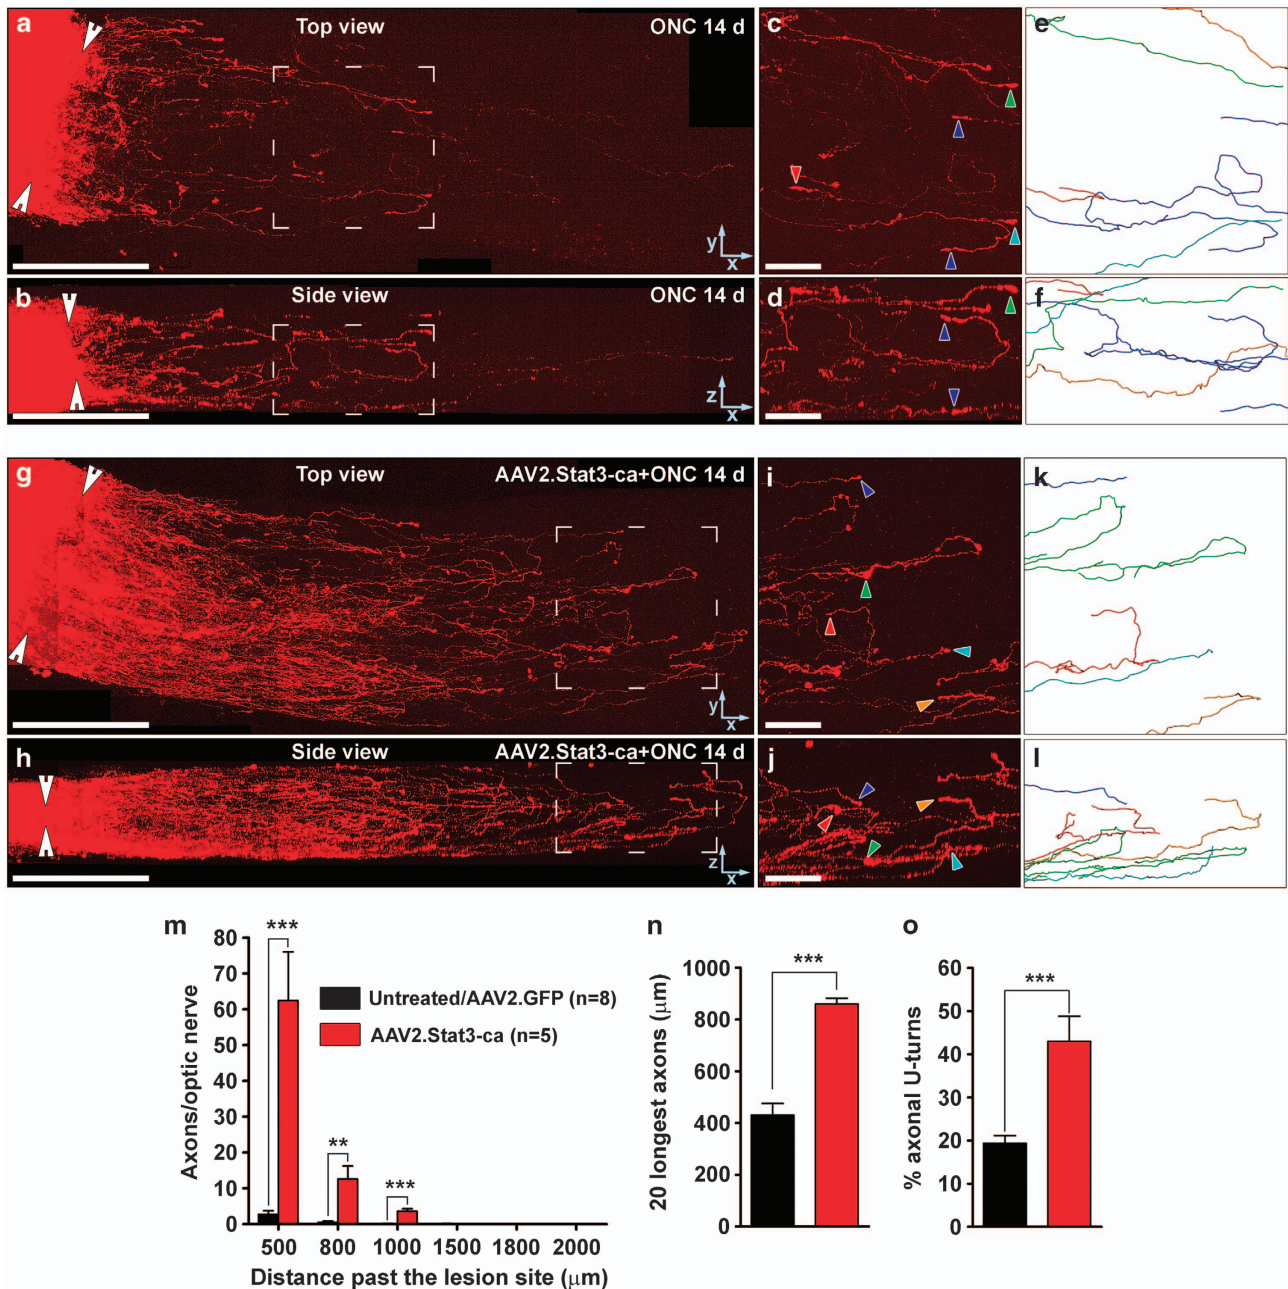 a Top view ONC 14 d
c
e
y
x
b Side view ONC 14 d
d
f
z
x
g Top view AAV2.Stat3-ca+ONC 14 d
i
k
y
x
h Side view AAV2.Stat3-ca+ONC 14 d
j
l
z
x
m
Axons/optic nerve
80
70
60
50
40
30
20
10
0
***
**
***
Untreated/AAV2.GFP (n=8)
AAV2.Stat3-ca (n=5)
500 800 1000 1500 1800 2000
Distance past the lesion site (μm)
n
20 longest axons (μm)
1000
800
600
400
200
0
***
o
% axonal U-turns
60
50
40
30
20
10
0
***